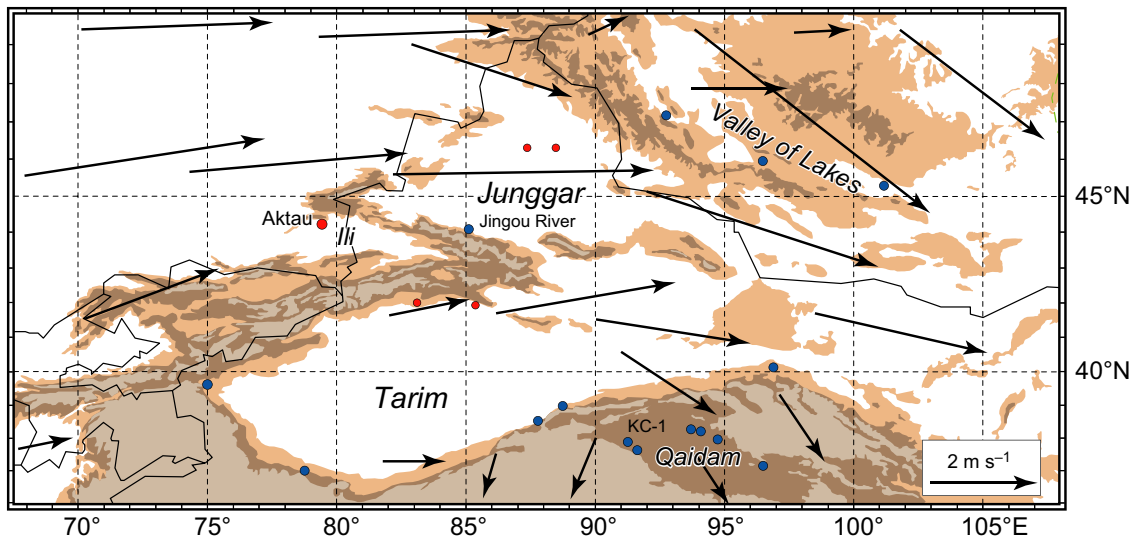 Valley of Lakes
Junggar
45°N
Aktau
Ili
Jingou River
40°N
Tarim
KC-1
Qaidam
2 m s⁻¹
70° 75° 80° 85° 90° 95° 100° 105°E